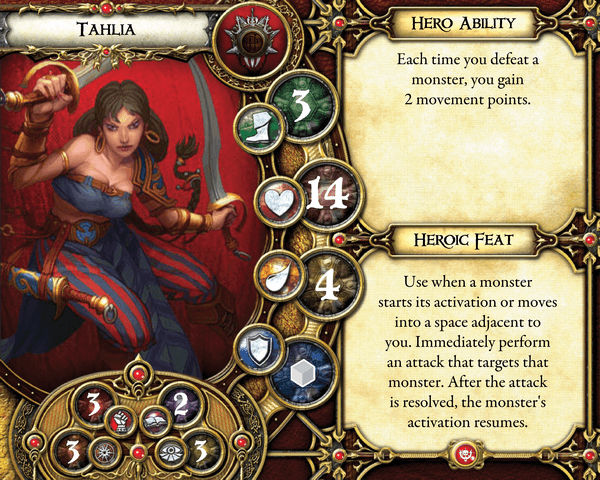 Tahlia
3
14
4
3
2
3
3
Hero Ability
Each time you defeat a
monster, you gain
2 movement points.
Heroic Feat
Use when a monster
starts its activation or moves
into a space adjacent to
you. Immediately perform
an attack that targets that
monster. After the attack
is resolved, the monster's
activation resumes.